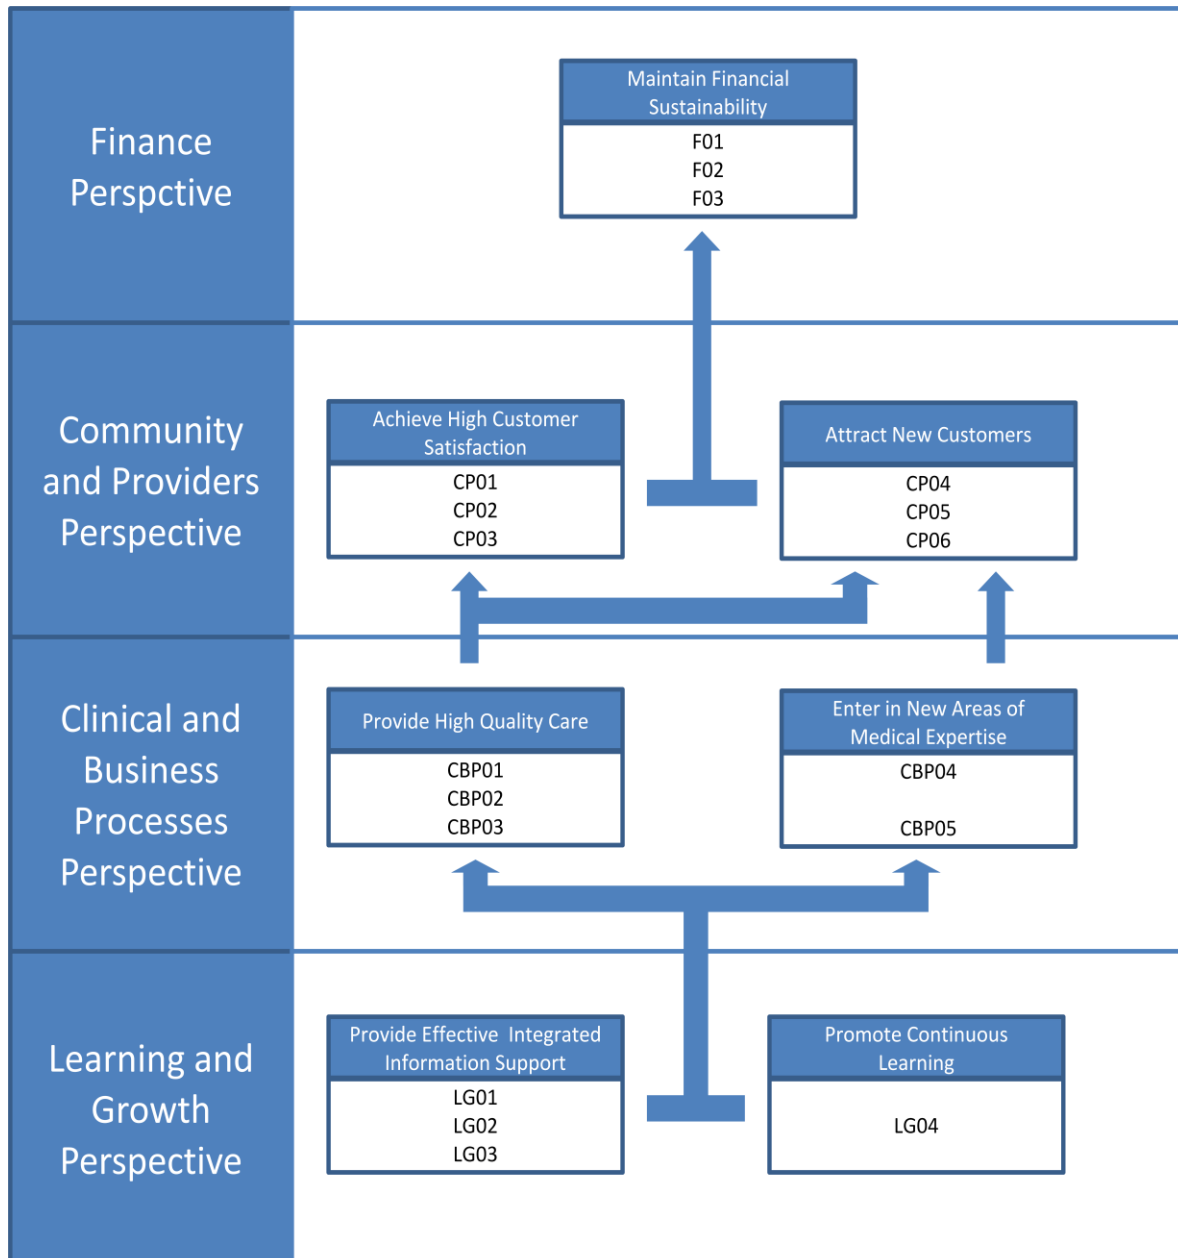 Finance
Perspctive
Maintain Financial
Sustainability
F01
F02
F03
Community
and Providers
Perspective
Achieve High Customer
Satisfaction
CP01
CP02
CP03
Attract New Customers
CP04
CP05
CP06
Clinical and
Business
Processes
Perspective
Provide High Quality Care
CBP01
CBP02
CBP03
Enter in New Areas of
Medical Expertise
CBP04
CBP05
Learning and
Growth
Perspective
Provide Effective Integrated
Information Support
LG01
LG02
LG03
Promote Continuous
Learning
LG04